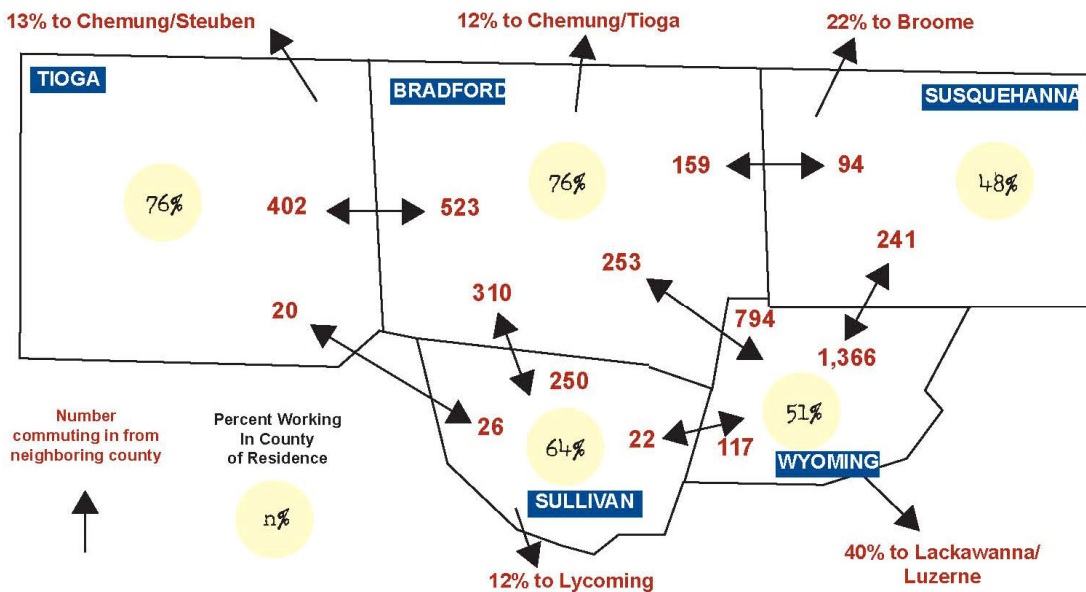 13% to Chemung/Steuben
12% to Chemung/Tioga
22% to Broome
TIOGA
BRADFORD
SUSQUEHANNA
76%
76%
48%
159
94
402
523
241
253
310
20
794
1,366
250
26
22
117
51%
64%
WYOMING
SULLIVAN
Number
commuting in from
neighboring county
Percent Working
In County
of Residence
n%
12% to Lycoming
40% to Lackawanna/
Luzerne